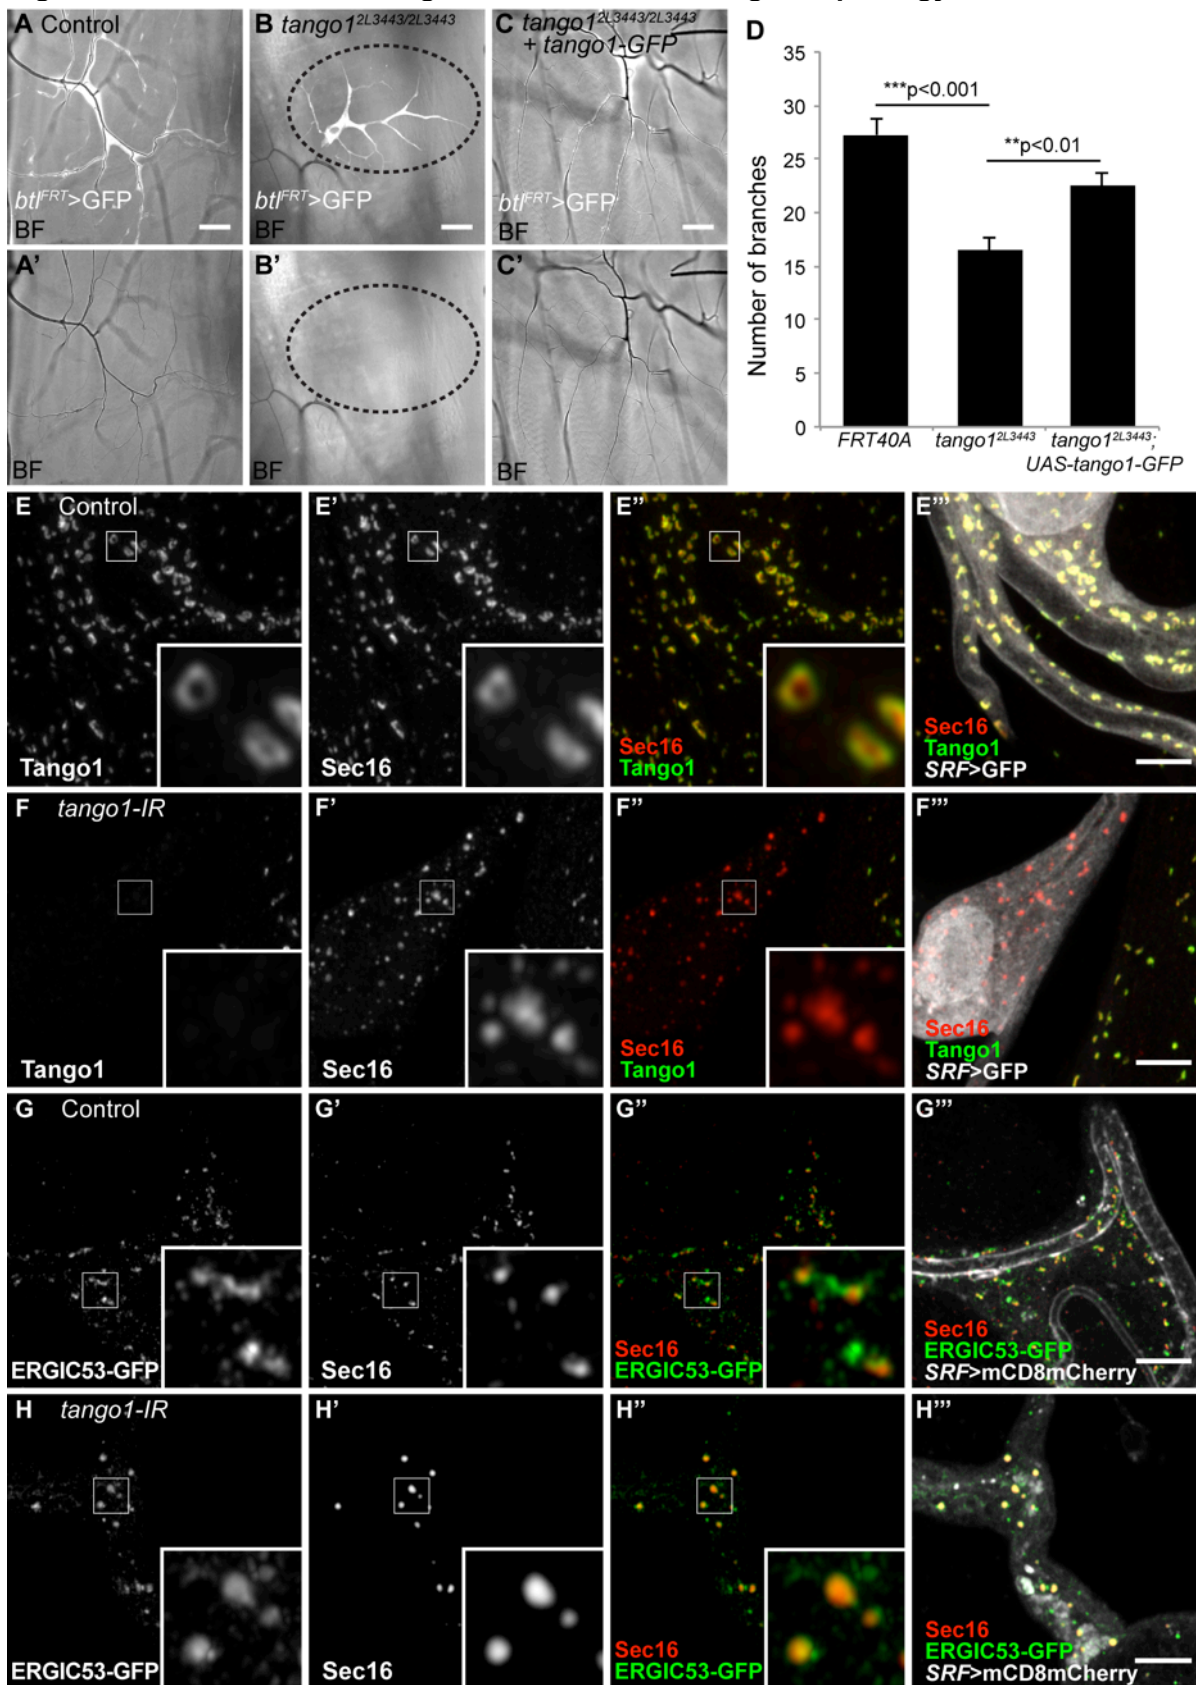 A Control
btl^FRT>GFP
BF
B tango1^2L3443/2L3443
btl^FRT>GFP
BF
C tango1^2L3443/2L3443
+ tango1-GFP
btl^FRT>GFP
BF
A'
BF
B'
BF
C'
BF
D
***p<0.001
**p<0.01
Number of branches
35
30
25
20
15
10
5
0
FRT40A
tango1^2L3443
tango1^2L3443;
UAS-tango1-GFP
E Control
Tango1
E'
Sec16
E''
Sec16
Tango1
E'''
Sec16
Tango1
SRF>GFP
F tango1-IR
Tango1
F'
Sec16
F''
Sec16
Tango1
F'''
Sec16
Tango1
SRF>GFP
G Control
ERGIC53-GFP
G'
Sec16
G''
Sec16
ERGIC53-GFP
G'''
Sec16
ERGIC53-GFP
SRF>mCD8mCherry
H tango1-IR
ERGIC53-GFP
H'
Sec16
H''
Sec16
ERGIC53-GFP
H'''
Sec16
ERGIC53-GFP
SRF>mCD8mCherry